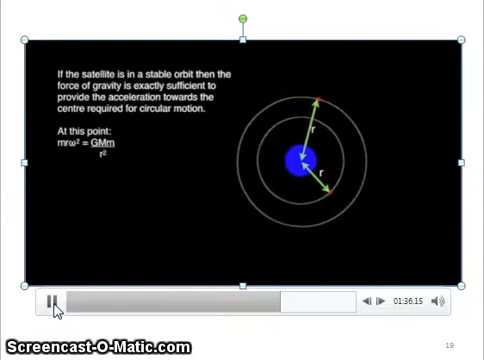 If the satellite is in a stable orbit then the
force of gravity is exactly sufficient to
provide the acceleration towards the
centre required for circular motion.
At this point:
mrω² = GMm
r²
r
r
01:36.15
Screencast-O-Matic.com
19